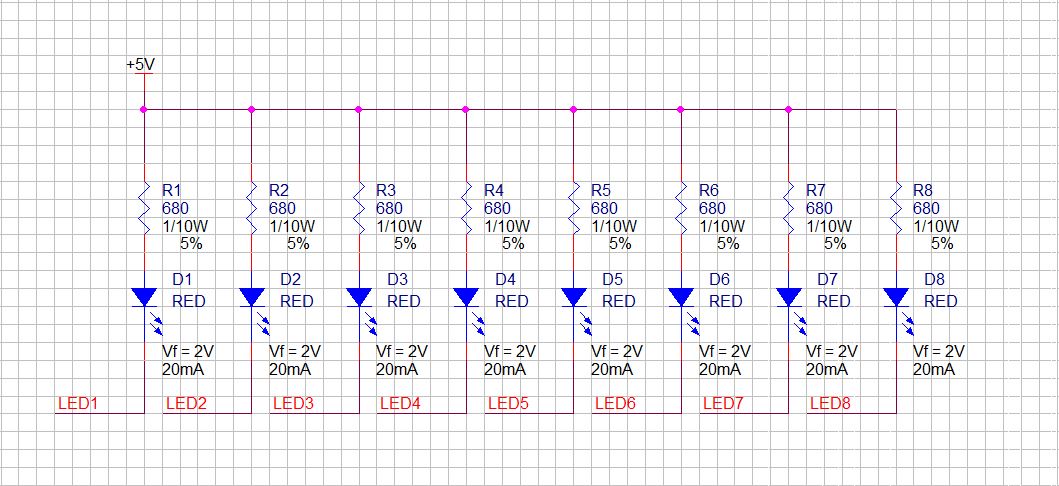 +5V
R1
680
1/10W
5%
R2
680
1/10W
5%
R3
680
1/10W
5%
R4
680
1/10W
5%
R5
680
1/10W
5%
R6
680
1/10W
5%
R7
680
1/10W
5%
R8
680
1/10W
5%
D1
RED
D2
RED
D3
RED
D4
RED
D5
RED
D6
RED
D7
RED
D8
RED
Vf = 2V
20mA
Vf = 2V
20mA
Vf = 2V
20mA
Vf = 2V
20mA
Vf = 2V
20mA
Vf = 2V
20mA
Vf = 2V
20mA
Vf = 2V
20mA
LED1
LED2
LED3
LED4
LED5
LED6
LED7
LED8